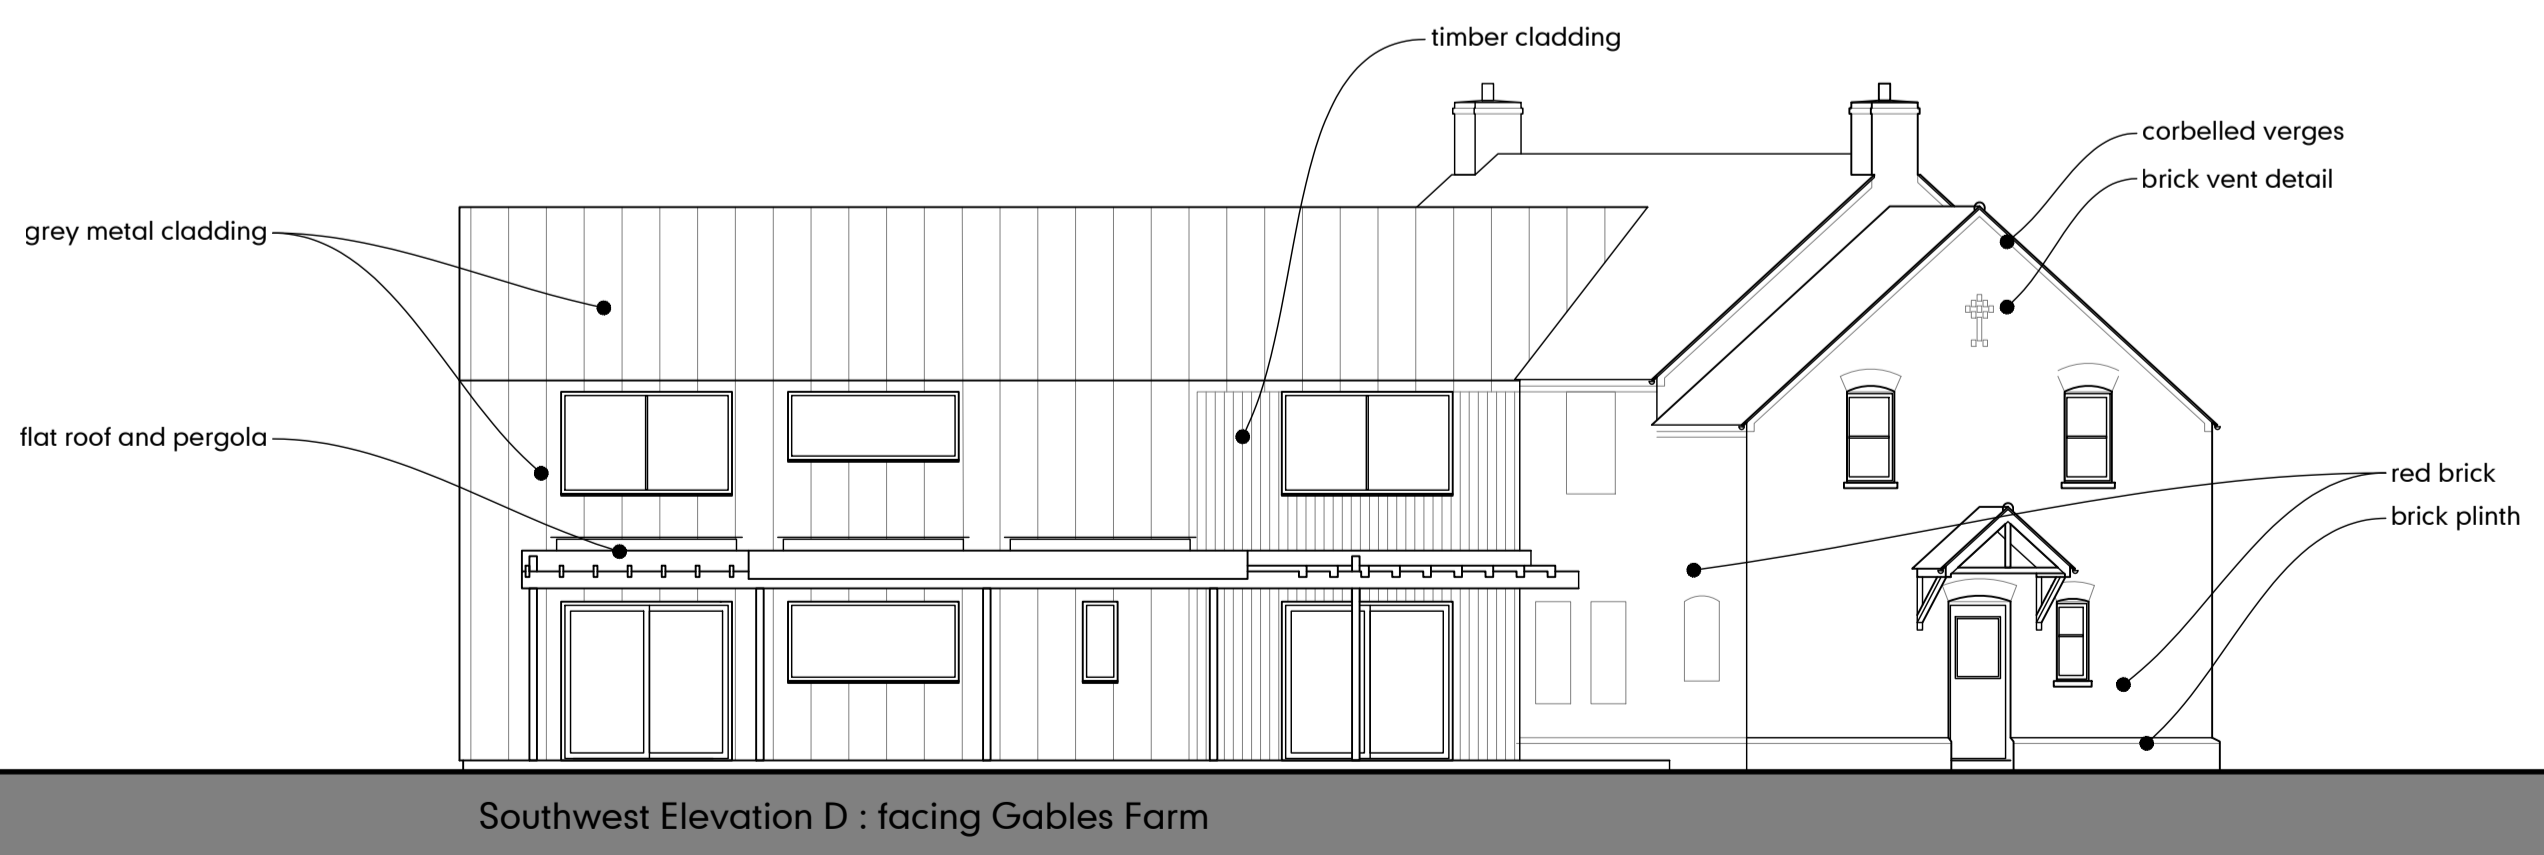 timber cladding
corbelled verges
brick vent detail
grey metal cladding
flat roof and pergola
red brick
brick plinth
Southwest Elevation D : facing Gables Farm